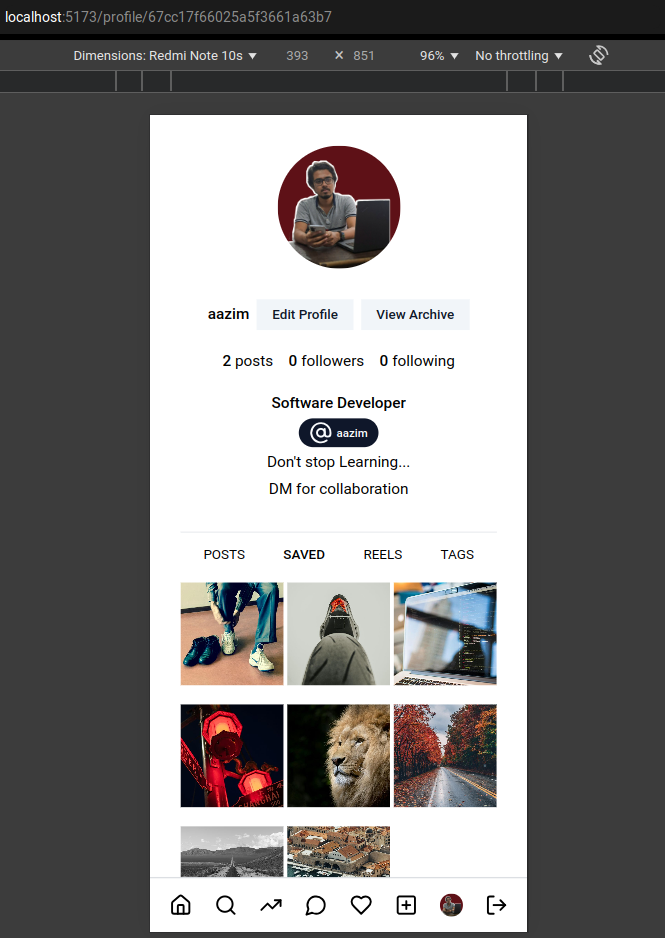 localhost:5173/profile/67cc17f66025a5f3661a63b7
Dimensions: Redmi Note 10s 393 × 851 96% No throttling
aazim Edit Profile View Archive
2 posts 0 followers 0 following
Software Developer
aazim
Don't stop Learning...
DM for collaboration
POSTS SAVED REELS TAGS